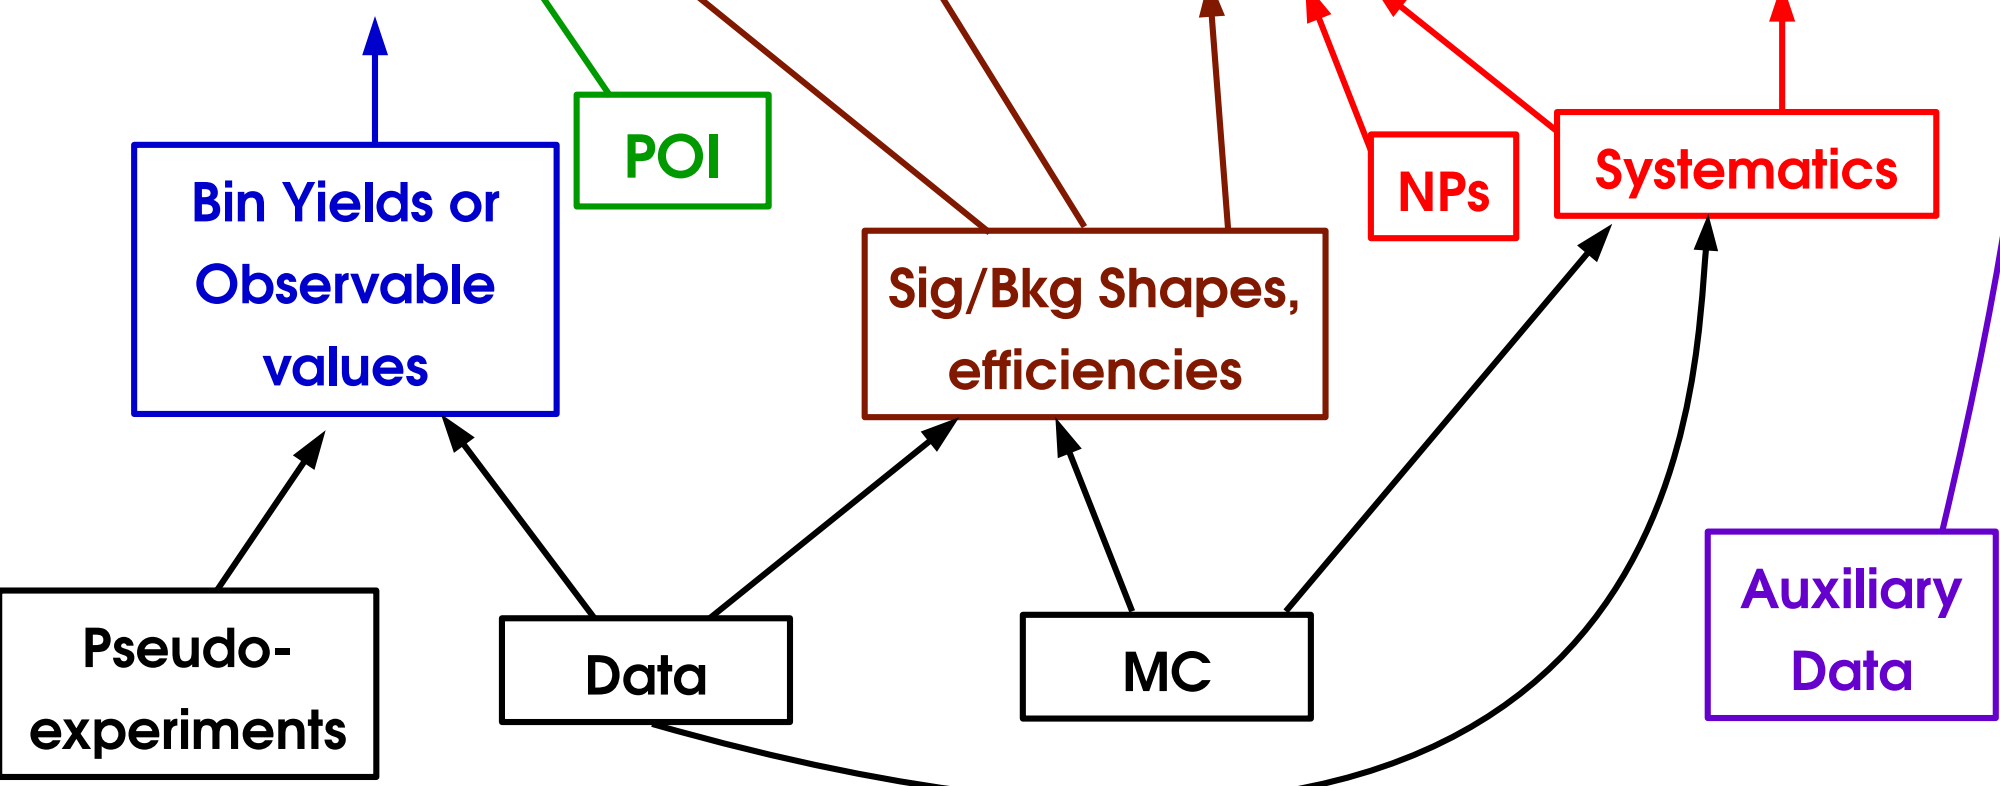 POI
Bin Yields or
Observable
values
NPs
Systematics
Sig/Bkg Shapes,
efficiencies
Pseudo-
experiments
Data
MC
Auxiliary
Data